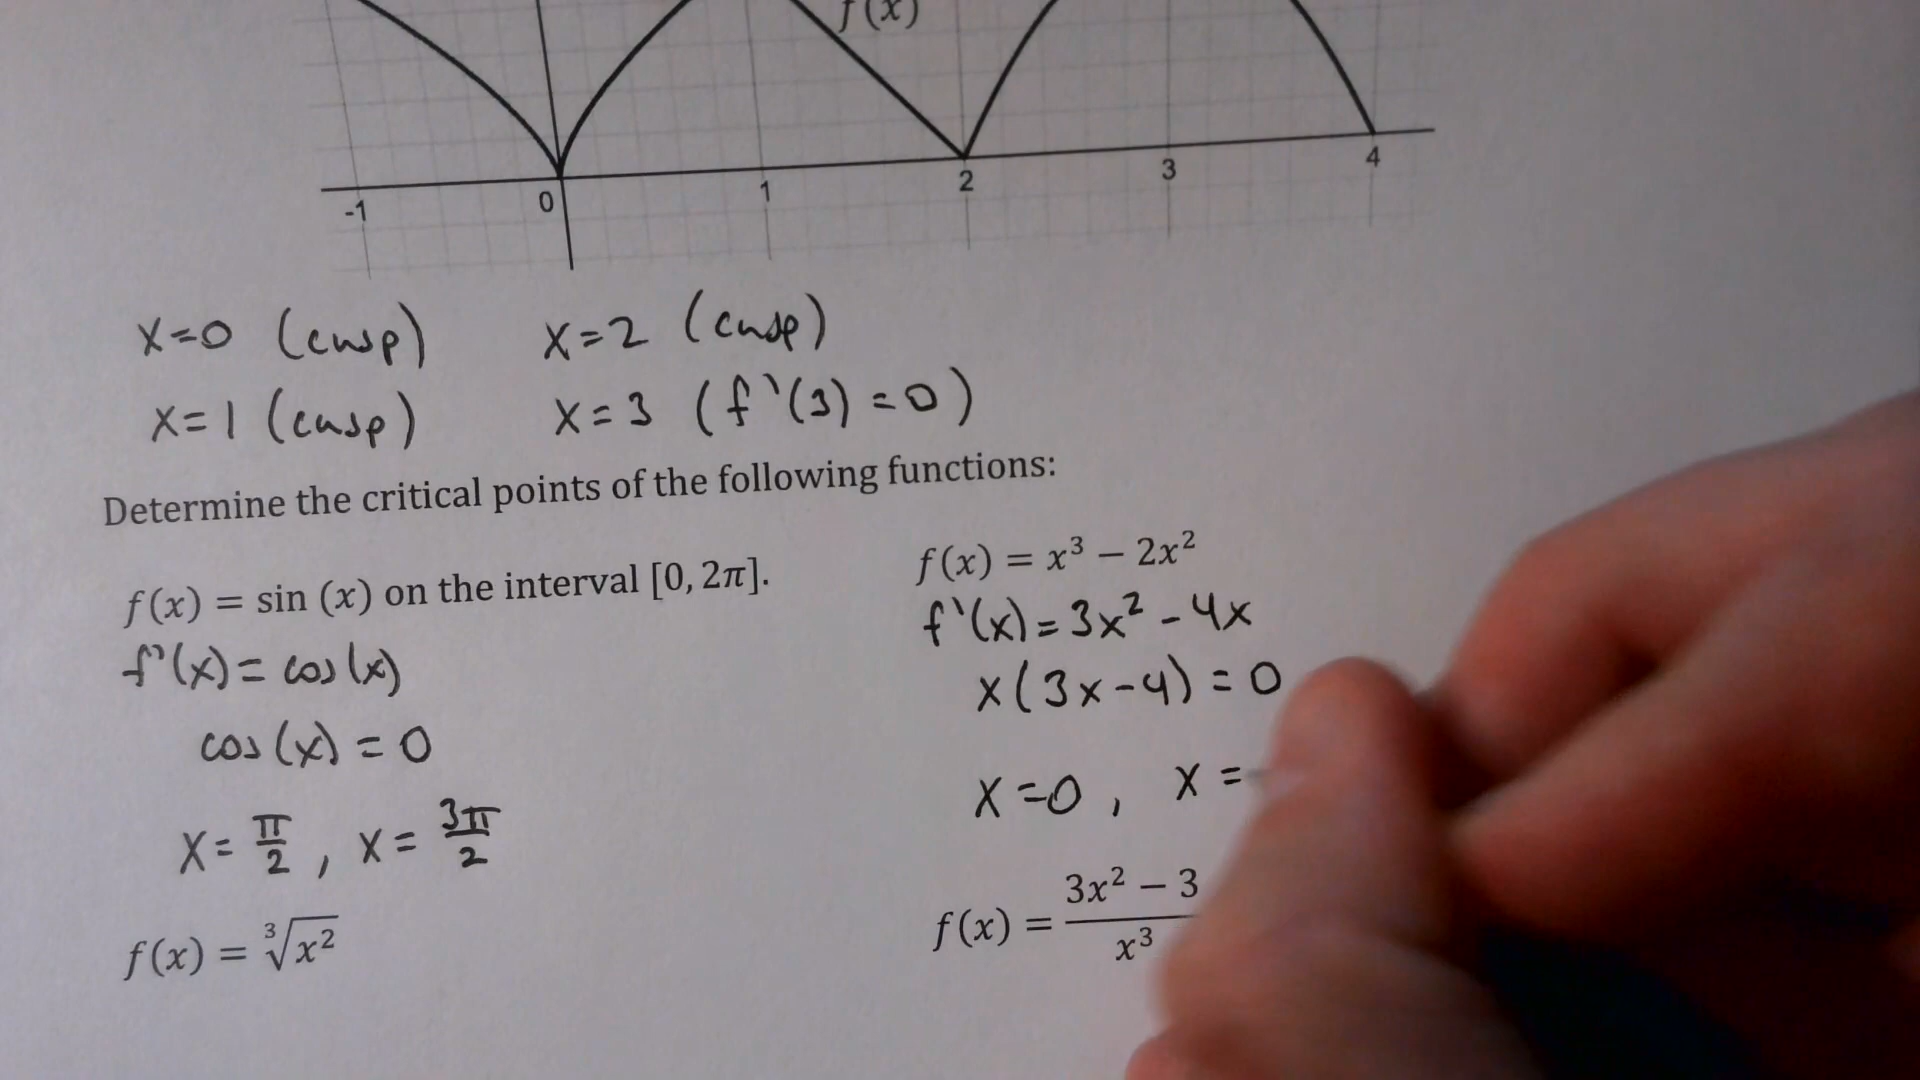 f(x)
-1 0 1 2 3 4
x=0 (cusp) x=2 (cusp)
x=1 (cusp) x=3 (f'(3)=0)
Determine the critical points of the following functions:
f(x) = sin (x) on the interval [0, 2π].
f'(x)= cos(x)
cos(x) = 0
x= π/2 , x= 3π/2
f(x) = ∛x²
f(x) = x³ − 2x²
f'(x)=3x²-4x
x(3x-4)=0
x=0 , x=
f(x) = (3x² − 3)/x³